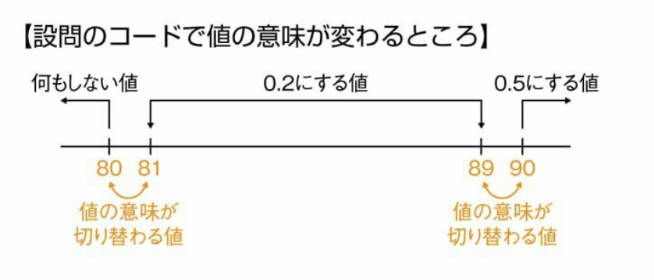 【設問のコードで値の意味が変わるところ】
何もしない値
0.2にする値
0.5にする値
80
81
89
90
値の意味が
切り替わる値
値の意味が
切り替わる値